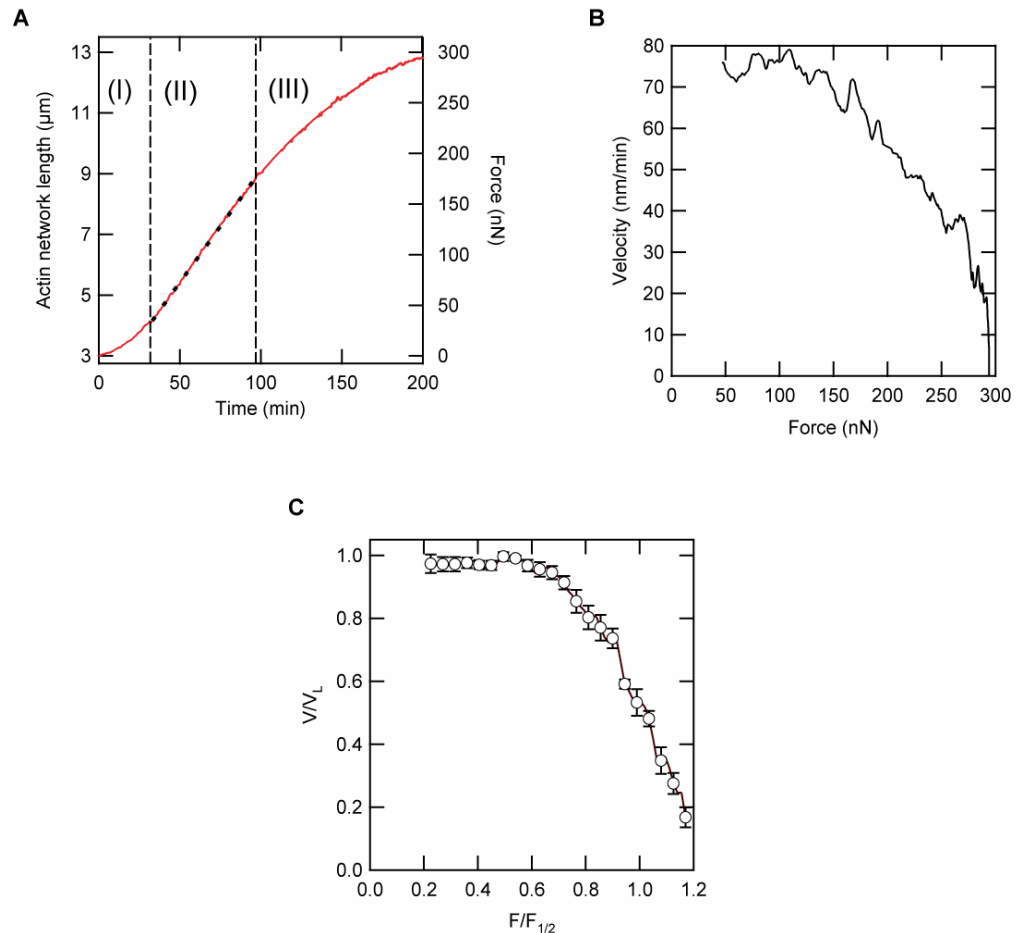 A
(I) (II) (III)
13
11
9
7
5
3
Actin network length (µm)
300
250
200
150
100
50
0
Force (nN)
0 50 100 150 200
Time (min)
B
80
70
60
50
40
30
20
10
0
Velocity (nm/min)
0 50 100 150 200 250 300
Force (nN)
C
1.0
0.8
0.6
0.4
0.2
0.0
V/V_L
0.0 0.2 0.4 0.6 0.8 1.0 1.2
F/F_1/2